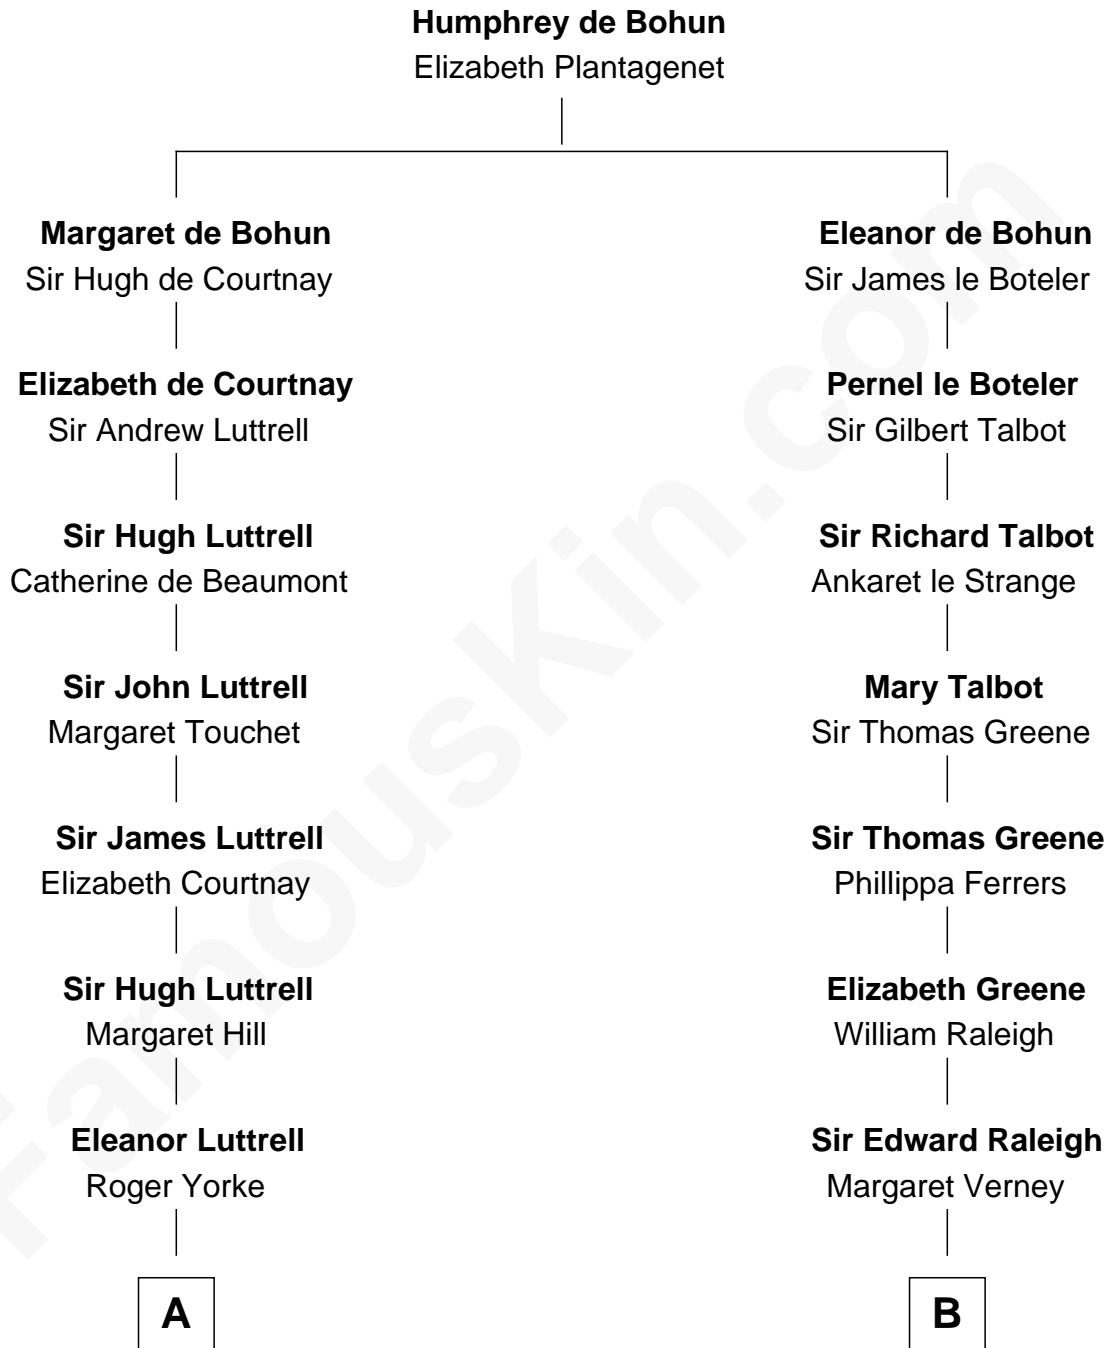 Humphrey de Bohun
Elizabeth Plantagenet
Margaret de Bohun
Sir Hugh de Courtnay
Elizabeth de Courtnay
Sir Andrew Luttrell
Sir Hugh Luttrell
Catherine de Beaumont
Sir John Luttrell
Margaret Touchet
Sir James Luttrell
Elizabeth Courtnay
Sir Hugh Luttrell
Margaret Hill
Eleanor Luttrell
Roger Yorke
A
Eleanor de Bohun
Sir James le Boteler
Pernel le Boteler
Sir Gilbert Talbot
Sir Richard Talbot
Ankaret le Strange
Mary Talbot
Sir Thomas Greene
Sir Thomas Greene
Phillippa Ferrers
Elizabeth Greene
William Raleigh
Sir Edward Raleigh
Margaret Verney
B
FamousKin.com